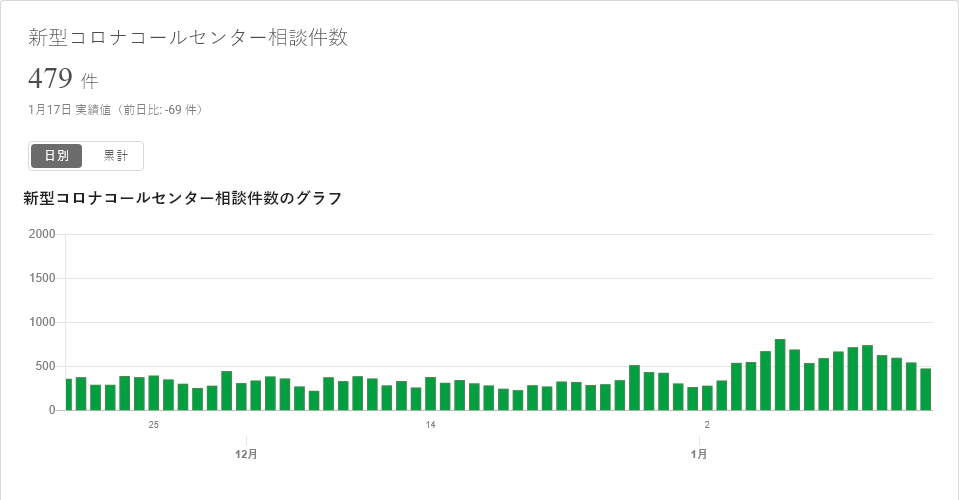 新型コロナコールセンター相談件数
479 件
1月17日 実績値（前日比: -69 件）
日別 累計
新型コロナコールセンター相談件数のグラフ
2000
1500
1000
500
0
25 14 2
12月 1月